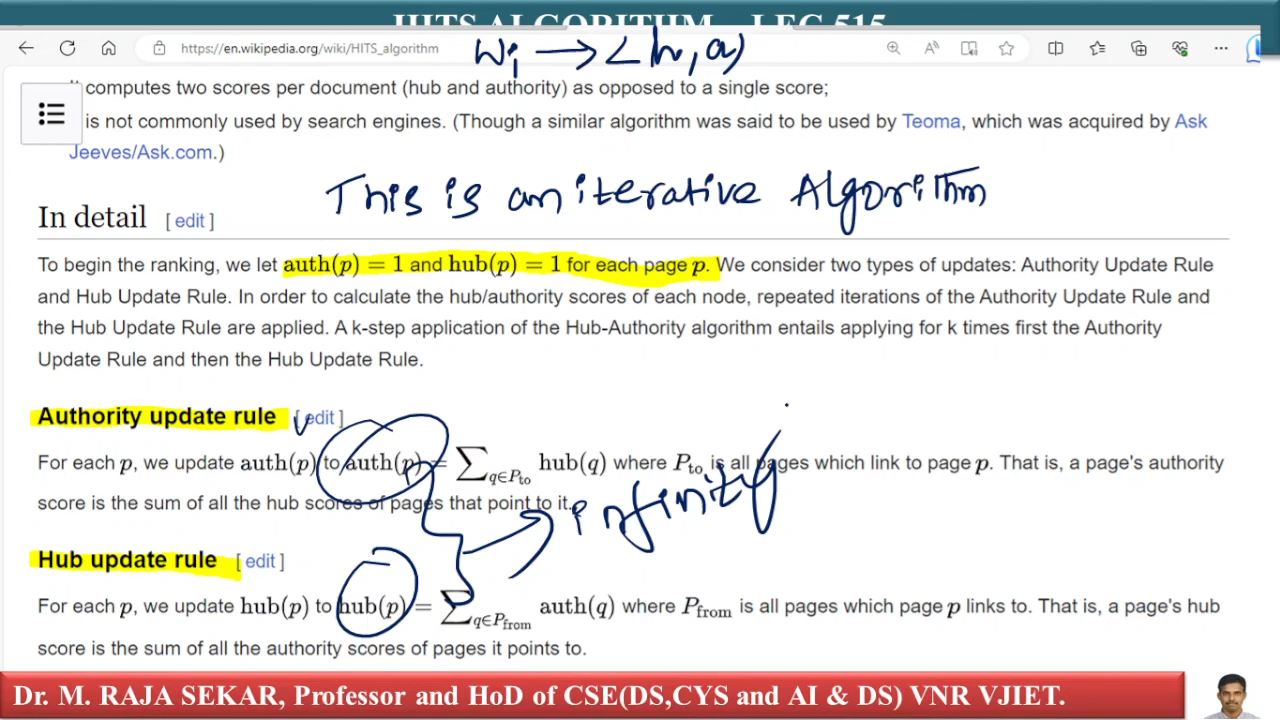 HITS ALGORITHM – LEC 515
https://en.wikipedia.org/wiki/HITS_algorithm
Wi → <h, a>
It computes two scores per document (hub and authority) as opposed to a single score;
is not commonly used by search engines. (Though a similar algorithm was said to be used by Teoma, which was acquired by Ask
Jeeves/Ask.com.)
This is an iterative Algorithm
In detail [ edit ]
To begin the ranking, we let auth(p) = 1 and hub(p) = 1 for each page p. We consider two types of updates: Authority Update Rule
and Hub Update Rule. In order to calculate the hub/authority scores of each node, repeated iterations of the Authority Update Rule and
the Hub Update Rule are applied. A k-step application of the Hub-Authority algorithm entails applying for k times first the Authority
Update Rule and then the Hub Update Rule.
Authority update rule [ edit ]
For each p, we update auth(p) to auth(p) = ∑q∈Pto hub(q) where Pto is all pages which link to page p. That is, a page's authority
score is the sum of all the hub scores of pages that point to it.
infinity
Hub update rule [ edit ]
For each p, we update hub(p) to hub(p) = ∑q∈Pfrom auth(q) where Pfrom is all pages which page p links to. That is, a page's hub
score is the sum of all the authority scores of pages it points to.
Dr. M. RAJA SEKAR, Professor and HoD of CSE(DS,CYS and AI & DS) VNR VJIET.